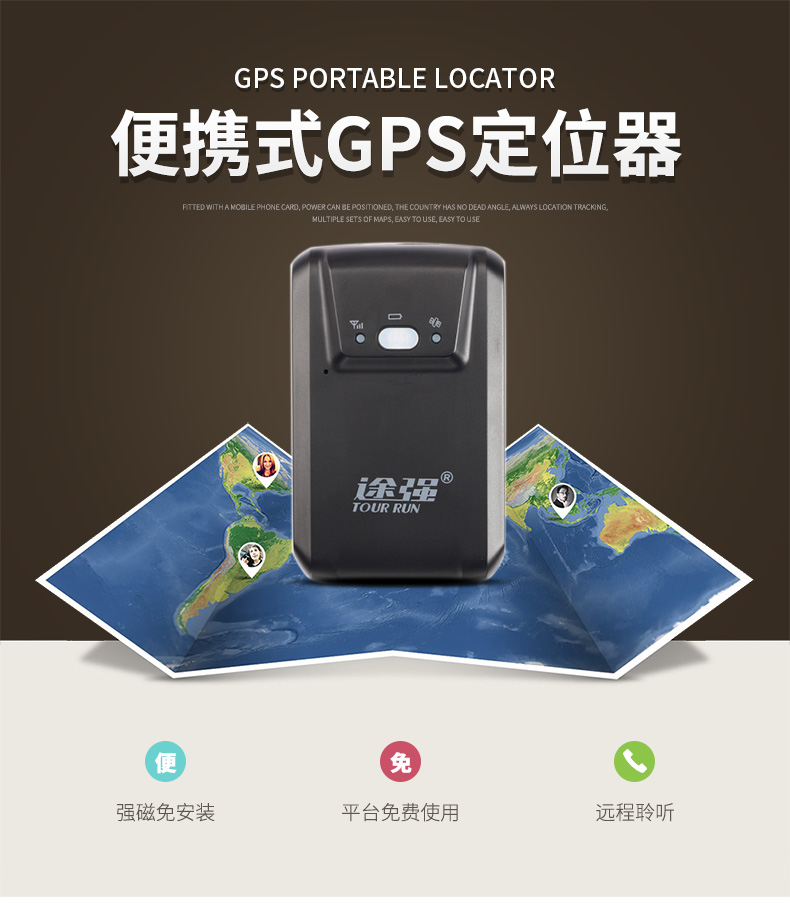 GPS PORTABLE LOCATOR
便携式GPS定位器
FITTED WITH A MOBILE PHONE CARD, POWER CAN BE POSITIONED, THE COUNTRY HAS NO DEAD ANGLE, ALWAYS LOCATION TRACKING,
MULTIPLE SETS OF MAPS, EASY TO USE, EASY TO USE
途强®
TOUR RUN
便 免
强磁免安装 平台免费使用 远程聆听